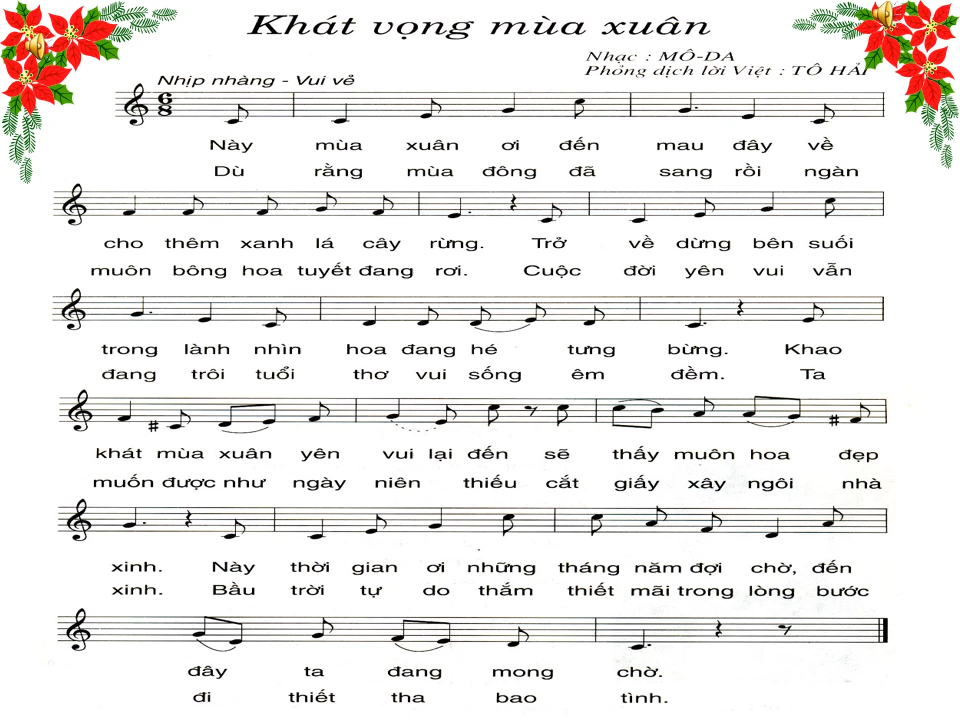 Khát vọng mùa xuân
Nhạc : MÔ-DA
Phỏng dịch lời Việt : TÔ HẢI
Nhịp nhàng - Vui vẻ
6
8
Này mùa xuân ơi đến mau đây về
Dù rằng mùa đông đã sang rồi ngàn
cho thêm xanh lá cây rừng. Trở về dừng bên suối
muôn bông hoa tuyết đang rơi. Cuộc đời yên vui vẫn
trong lành nhìn hoa đang hé tưng bừng. Khao
đang trôi tuổi thơ vui sống êm đềm. Ta
khát mùa xuân yên vui lại đến sẽ thấy muôn hoa đẹp
muốn được như ngày niên thiếu cắt giấy xây ngôi nhà
xinh. Này thời gian ơi những tháng năm đợi chờ, đến
xinh. Bầu trời tự do thắm thiết mãi trong lòng bước
đây ta đang mong chờ.
đi thiết tha bao tình.